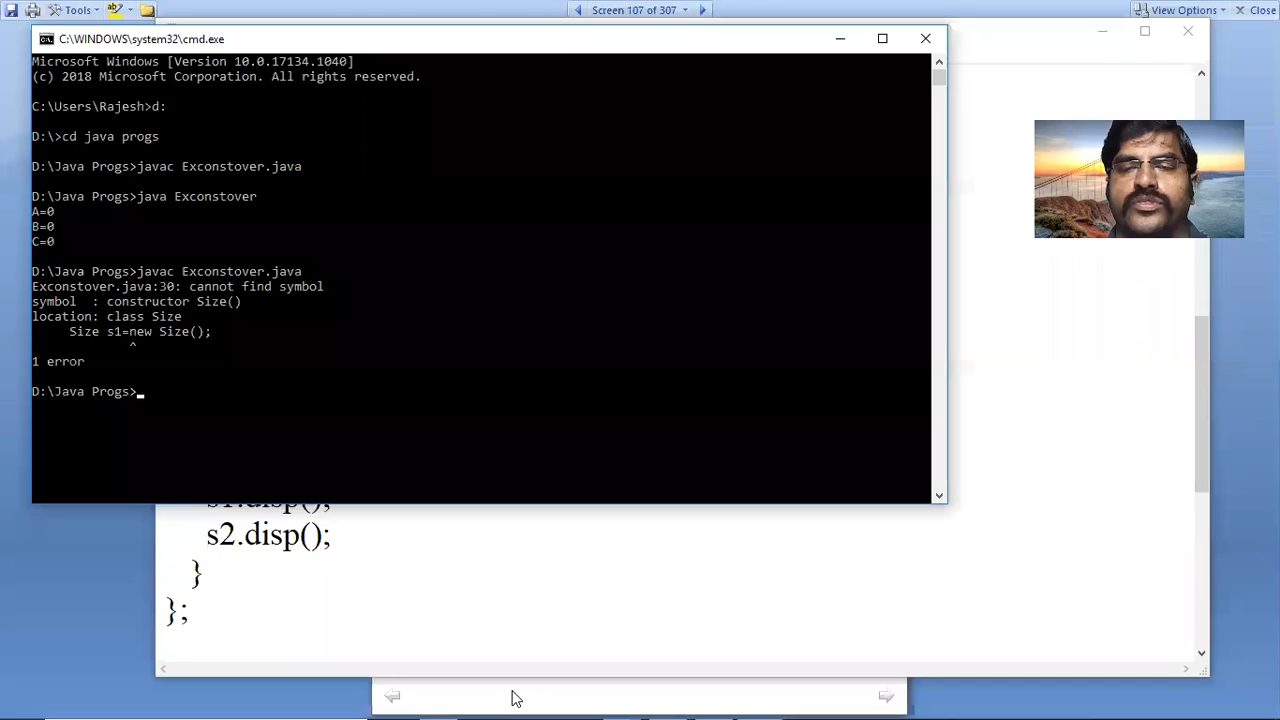 Tools
Screen 107 of 307
View Options
Close
C:\WINDOWS\system32\cmd.exe
Microsoft Windows [Version 10.0.17134.1040]
(c) 2018 Microsoft Corporation. All rights reserved.
C:\Users\Rajesh>d:
D:\>cd java progs
D:\Java Progs>javac Exconstover.java
D:\Java Progs>java Exconstover
A=0
B=0
C=0
D:\Java Progs>javac Exconstover.java
Exconstover.java:30: cannot find symbol
symbol  : constructor Size()
location: class Size
     Size s1=new Size();
              ^
1 error
D:\Java Progs>
s1.disp();
s2.disp();
}
};